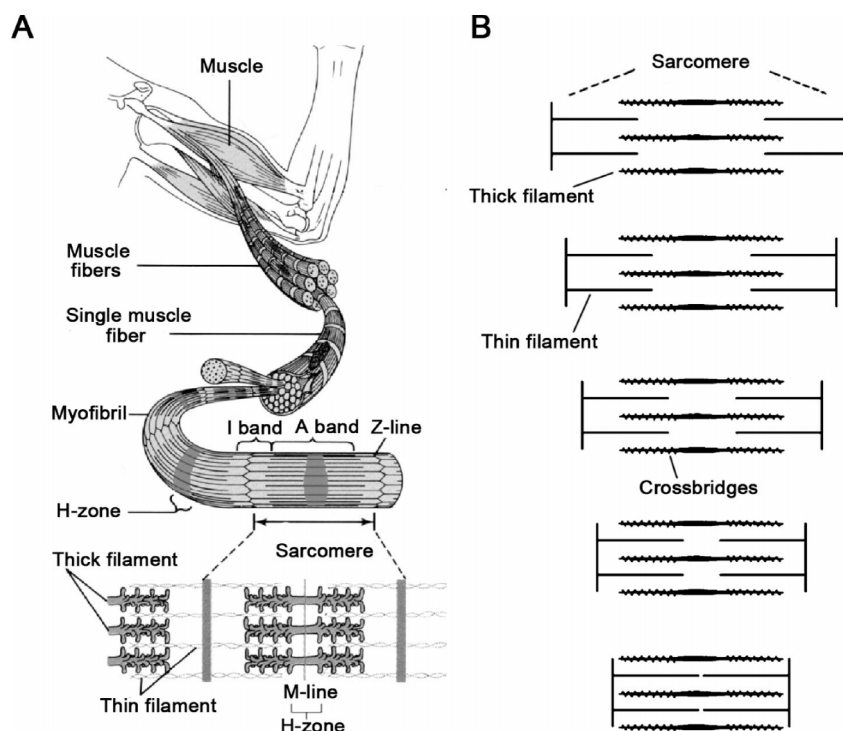 A
Muscle
Muscle
fibers
Single muscle
fiber
Myofibril
I band
A band
Z-line
H-zone
Sarcomere
Thick filament
M-line
Thin filament
H-zone
B
Sarcomere
Thick filament
Thin filament
Crossbridges